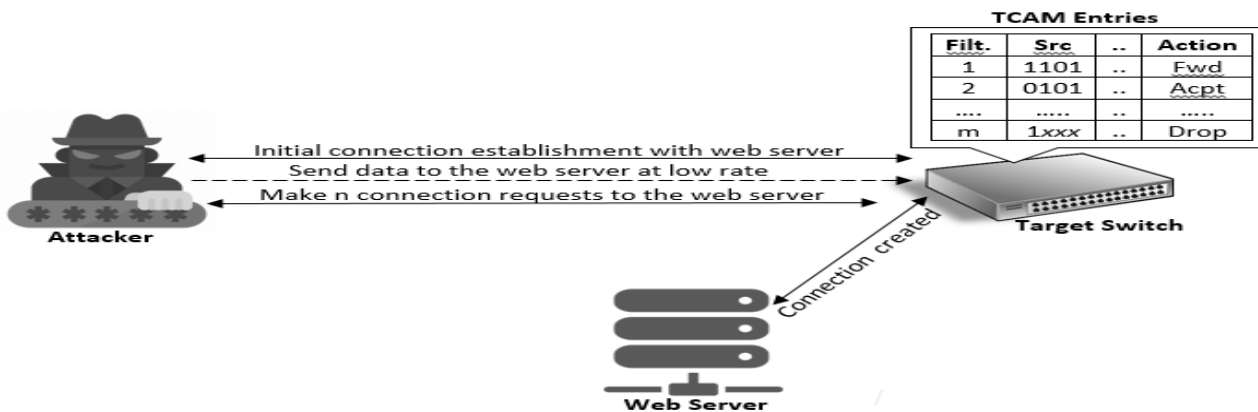 TCAM Entries
Filt. Src .. Action
1 1101 .. Fwd
2 0101 .. Acpt
.... ..... .. .....
m 1xxx .. Drop
Initial connection establishment with web server
Send data to the web server at low rate
Make n connection requests to the web server
*****
Attacker
Target Switch
Connection created
Web Server